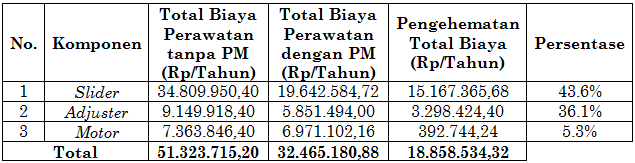 No. Komponen Total Biaya Perawatan tanpa PM (Rp/Tahun) Total Biaya Perawatan dengan PM (Rp/Tahun) Pengehematan Total Biaya (Rp/Tahun) Persentase
1 Slider 34.809.950,40 19.642.584,72 15.167.365,68 43.6%
2 Adjuster 9.149.918,40 5.851.494,00 3.298.424,40 36.1%
3 Motor 7.363.846,40 6.971.102,16 392.744,24 5.3%
Total 51.323.715,20 32.465.180,88 18.858.534,32